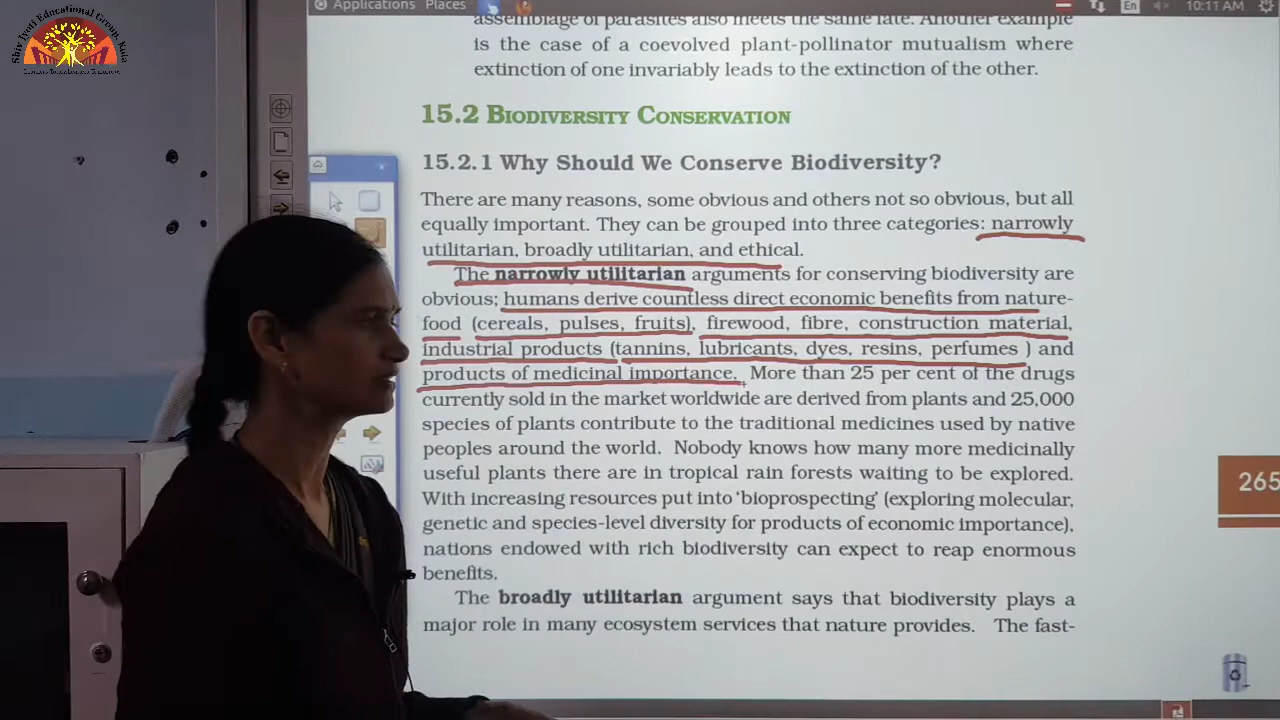 Shiv Jyoti Educational Group, Kota
Applications Places
En
10:11 AM
assemblage of parasites also meets the same fate. Another example
is the case of a coevolved plant-pollinator mutualism where
extinction of one invariably leads to the extinction of the other.
15.2 BIODIVERSITY CONSERVATION
15.2.1 Why Should We Conserve Biodiversity?
There are many reasons, some obvious and others not so obvious, but all
equally important. They can be grouped into three categories: narrowly
utilitarian, broadly utilitarian, and ethical.
The narrowly utilitarian arguments for conserving biodiversity are
obvious; humans derive countless direct economic benefits from nature-
food (cereals, pulses, fruits), firewood, fibre, construction material,
industrial products (tannins, lubricants, dyes, resins, perfumes ) and
products of medicinal importance. More than 25 per cent of the drugs
currently sold in the market worldwide are derived from plants and 25,000
species of plants contribute to the traditional medicines used by native
peoples around the world. Nobody knows how many more medicinally
useful plants there are in tropical rain forests waiting to be explored.
With increasing resources put into 'bioprospecting' (exploring molecular,
genetic and species-level diversity for products of economic importance),
nations endowed with rich biodiversity can expect to reap enormous
benefits.
265
The broadly utilitarian argument says that biodiversity plays a
major role in many ecosystem services that nature provides. The fast-